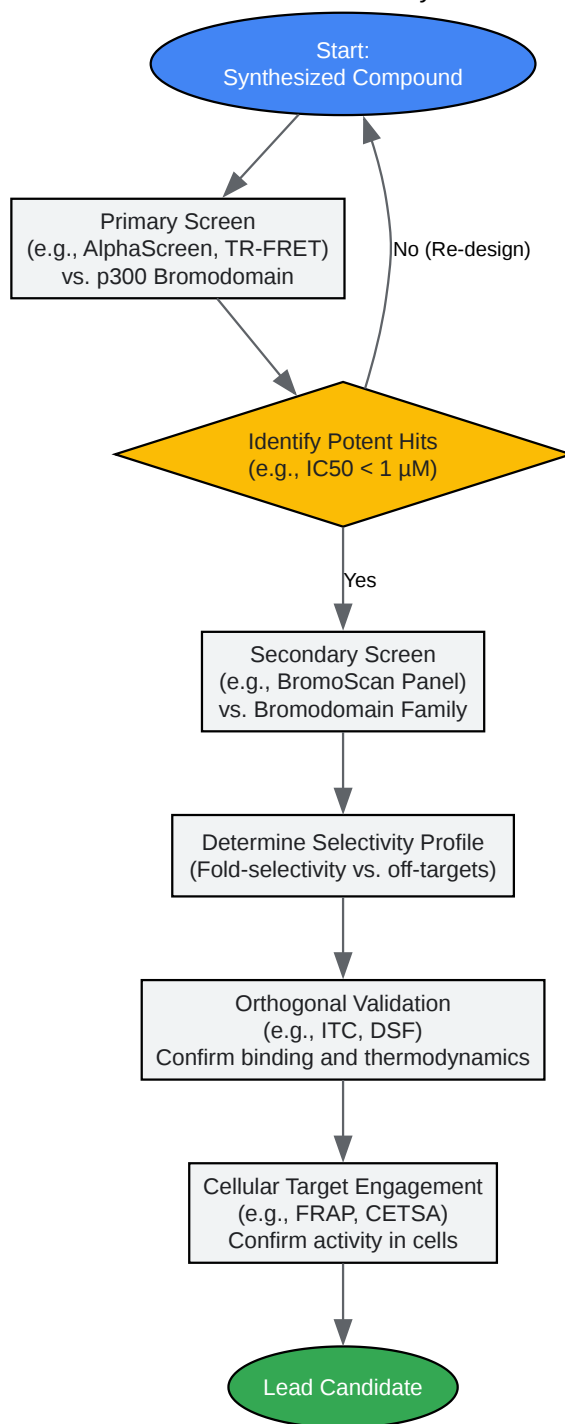 Start:
Synthesized Compound
Primary Screen
(e.g., AlphaScreen, TR-FRET)
vs. p300 Bromodomain
No (Re-design)
Identify Potent Hits
(e.g., IC50 < 1 µM)
Yes
Secondary Screen
(e.g., BromoScan Panel)
vs. Bromodomain Family
Determine Selectivity Profile
(Fold-selectivity vs. off-targets)
Orthogonal Validation
(e.g., ITC, DSF)
Confirm binding and thermodynamics
Cellular Target Engagement
(e.g., FRAP, CETSA)
Confirm activity in cells
Lead Candidate